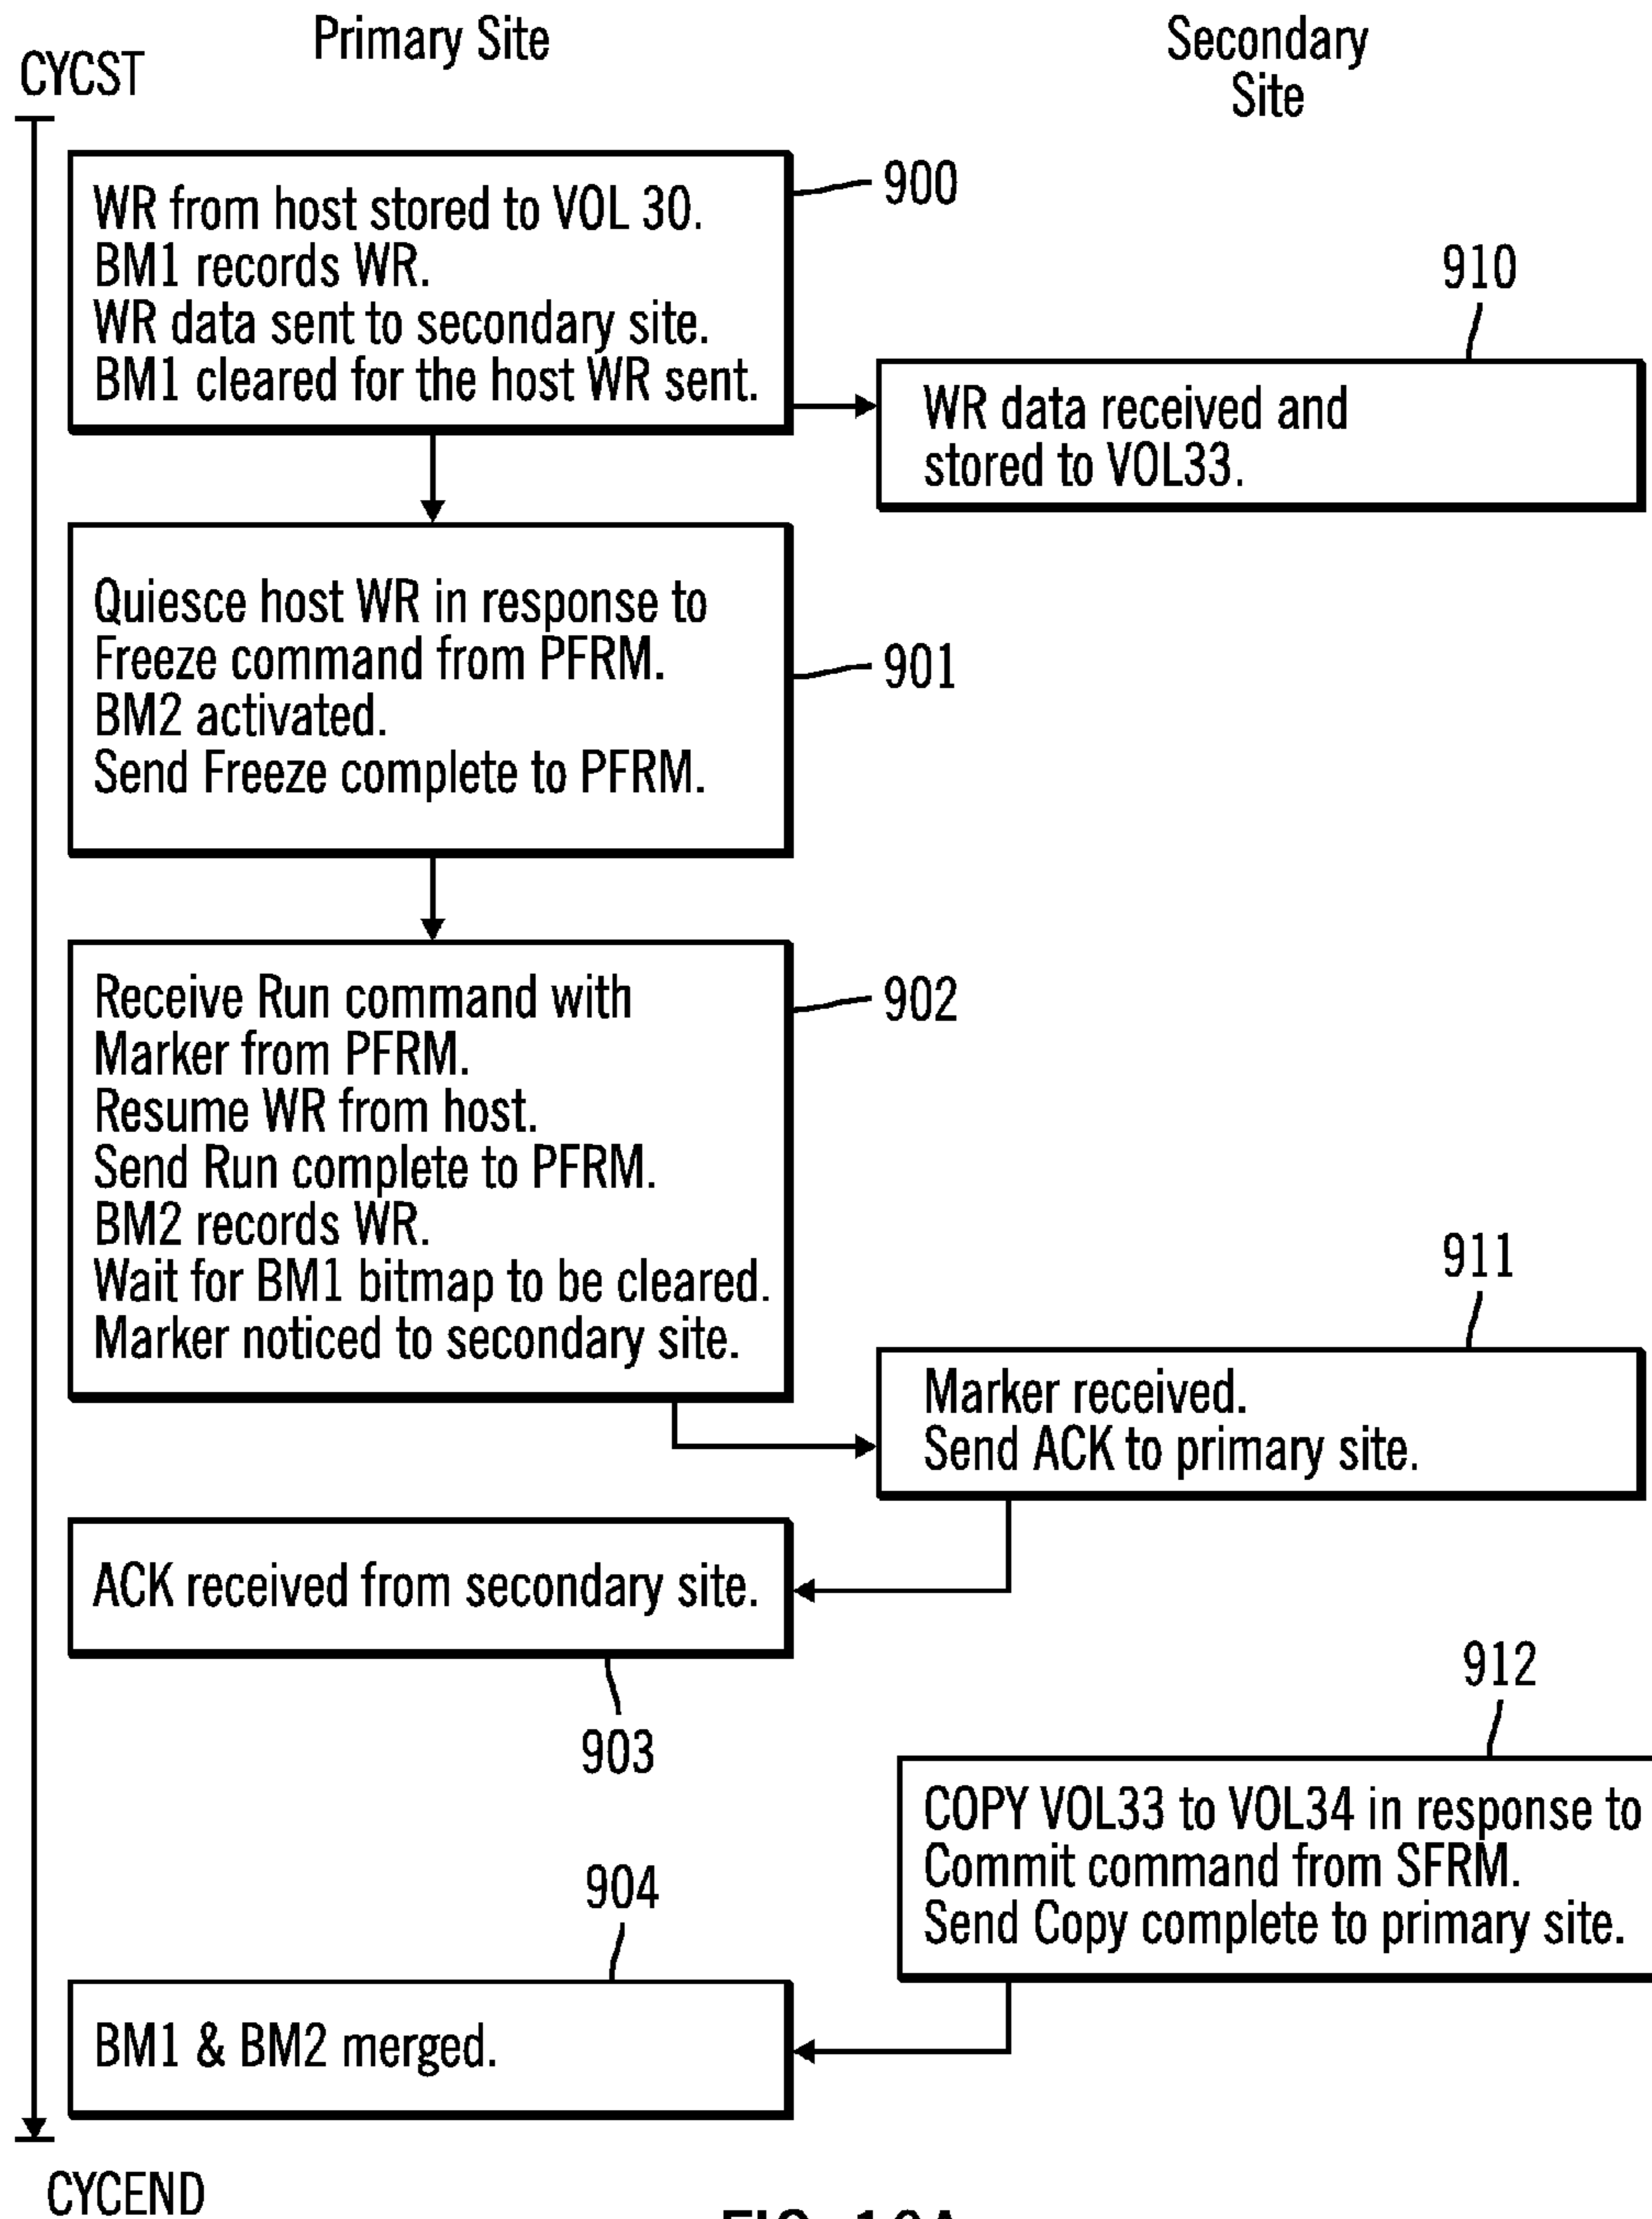 Primary Site
Secondary
Site
CYCST
WR from host stored to VOL 30.
BM1 records WR.
WR data sent to secondary site.
BM1 cleared for the host WR sent.
900
910
WR data received and
stored to VOL33.
Quiesce host WR in response to
Freeze command from PFRM.
BM2 activated.
Send Freeze complete to PFRM.
901
Receive Run command with
Marker from PFRM.
Resume WR from host.
Send Run complete to PFRM.
BM2 records WR.
Wait for BM1 bitmap to be cleared.
Marker noticed to secondary site.
902
911
Marker received.
Send ACK to primary site.
ACK received from secondary site.
903
912
COPY VOL33 to VOL34 in response to
Commit command from SFRM.
Send Copy complete to primary site.
904
BM1 & BM2 merged.
CYCEND